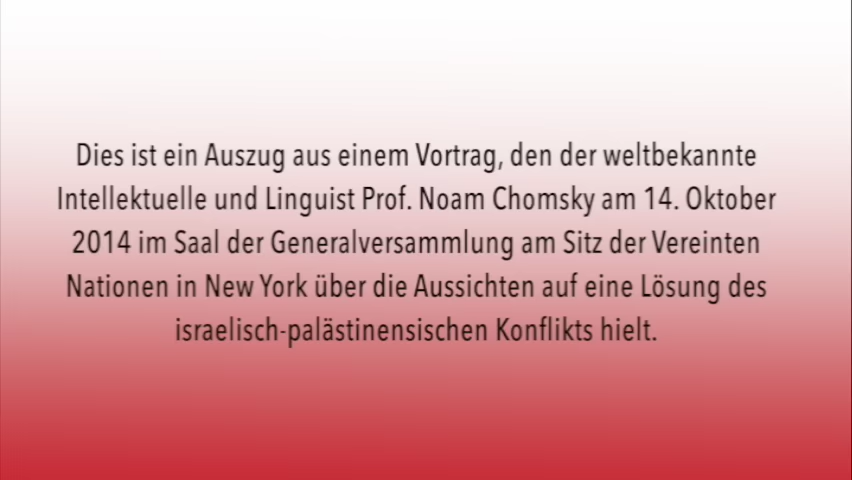 Dies ist ein Auszug aus einem Vortrag, den der weltbekannte
Intellektuelle und Linguist Prof. Noam Chomsky am 14. Oktober
2014 im Saal der Generalversammlung am Sitz der Vereinten
Nationen in New York über die Aussichten auf eine Lösung des
israelisch-palästinensischen Konflikts hielt.